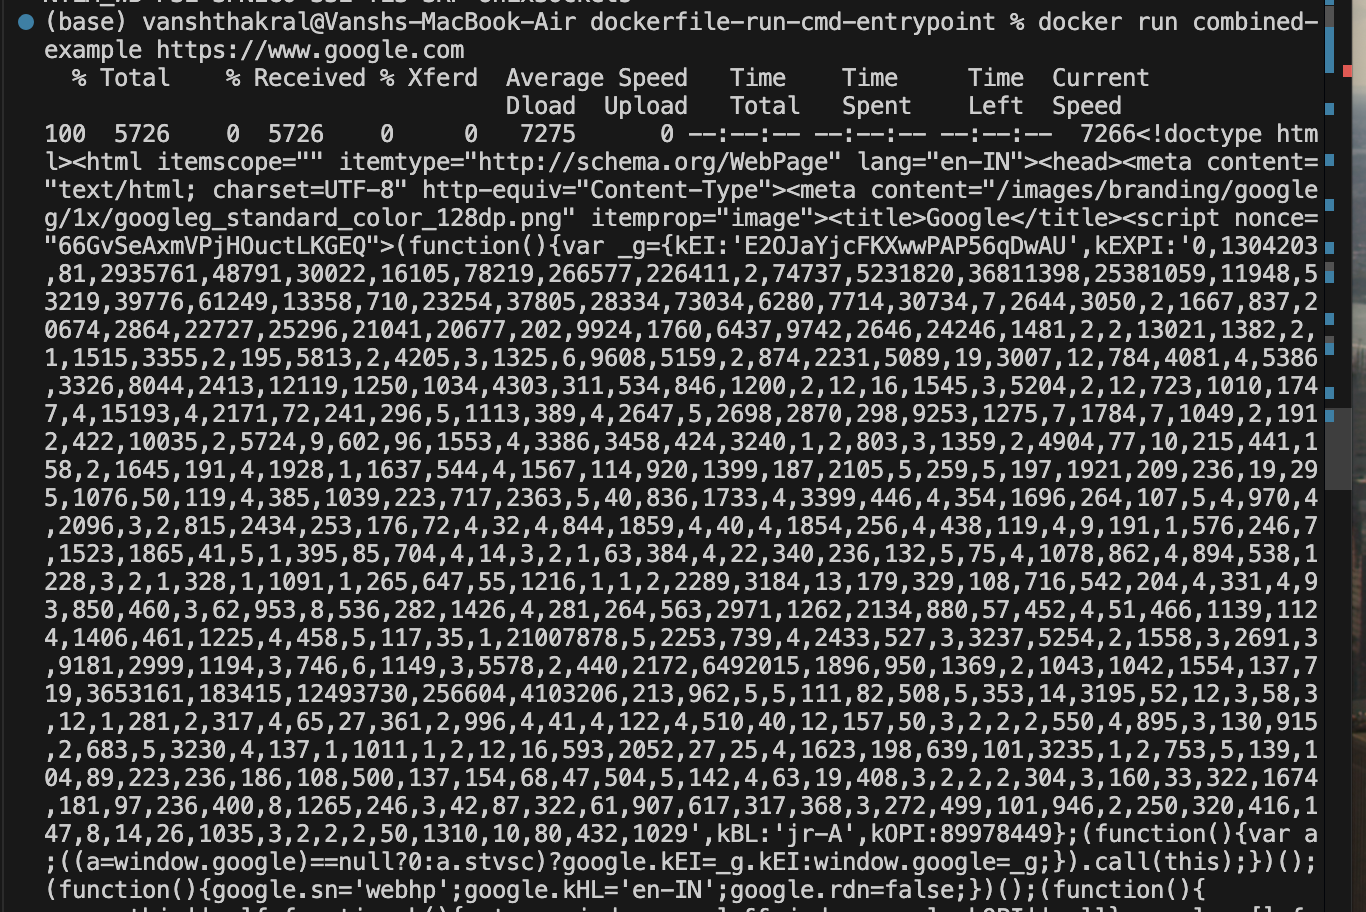 (base) vanshthakral@Vanshs-MacBook-Air dockerfile-run-cmd-entrypoint % docker run combined-
example https://www.google.com
  % Total    % Received % Xferd  Average Speed   Time    Time     Time  Current
                                 Dload  Upload   Total   Spent    Left  Speed
100  5726    0  5726    0     0   7275      0 --:--:-- --:--:-- --:--:--  7266<!doctype htm
l><html itemscope="" itemtype="http://schema.org/WebPage" lang="en-IN"><head><meta content=
"text/html; charset=UTF-8" http-equiv="Content-Type"><meta content="/images/branding/google
g/1x/googleg_standard_color_128dp.png" itemprop="image"><title>Google</title><script nonce=
"66GvSeAxmVPjHOuctLKGEQ">(function(){var _g={kEI:'E2OJaYjcFKXwwPAP56qDwAU',kEXPI:'0,1304203
,81,2935761,48791,30022,16105,78219,266577,226411,2,74737,5231820,36811398,25381059,11948,5
3219,39776,61249,13358,710,23254,37805,28334,73034,6280,7714,30734,7,2644,3050,2,1667,837,2
0674,2864,22727,25296,21041,20677,202,9924,1760,6437,9742,2646,24246,1481,2,2,13021,1382,2,
1,1515,3355,2,195,5813,2,4205,3,1325,6,9608,5159,2,874,2231,5089,19,3007,12,784,4081,4,5386
,3326,8044,2413,12119,1250,1034,4303,311,534,846,1200,2,12,16,1545,3,5204,2,12,723,1010,174
7,4,15193,4,2171,72,241,296,5,1113,389,4,2647,5,2698,2870,298,9253,1275,7,1784,7,1049,2,191
2,422,10035,2,5724,9,602,96,1553,4,3386,3458,424,3240,1,2,803,3,1359,2,4904,77,10,215,441,1
58,2,1645,191,4,1928,1,1637,544,4,1567,114,920,1399,187,2105,5,259,5,197,1921,209,236,19,29
5,1076,50,119,4,385,1039,223,717,2363,5,40,836,1733,4,3399,446,4,354,1696,264,107,5,4,970,4
,2096,3,2,815,2434,253,176,72,4,32,4,844,1859,4,40,4,1854,256,4,438,119,4,9,191,1,576,246,7
,1523,1865,41,5,1,395,85,704,4,14,3,2,1,63,384,4,22,340,236,132,5,75,4,1078,862,4,894,538,1
228,3,2,1,328,1,1091,1,265,647,55,1216,1,1,2,2289,3184,13,179,329,108,716,542,204,4,331,4,9
3,850,460,3,62,953,8,536,282,1426,4,281,264,563,2971,1262,2134,880,57,452,4,51,466,1139,112
4,1406,461,1225,4,458,5,117,35,1,21007878,5,2253,739,4,2433,527,3,3237,5254,2,1558,3,2691,3
,9181,2999,1194,3,746,6,1149,3,5578,2,440,2172,6492015,1896,950,1369,2,1043,1042,1554,137,7
19,3653161,183415,12493730,256604,4103206,213,962,5,5,111,82,508,5,353,14,3195,52,12,3,58,3
,12,1,281,2,317,4,65,27,361,2,996,4,41,4,122,4,510,40,12,157,50,3,2,2,2,550,4,895,3,130,915
,2,683,5,3230,4,137,1,1011,1,2,12,16,593,2052,27,25,4,1623,198,639,101,3235,1,2,753,5,139,1
04,89,223,236,186,108,500,137,154,68,47,504,5,142,4,63,19,408,3,2,2,2,304,3,160,33,322,1674
,181,97,236,400,8,1265,246,3,42,87,322,61,907,617,317,368,3,272,499,101,946,2,250,320,416,1
47,8,14,26,1035,3,2,2,2,50,1310,10,80,432,1029',kBL:'jr-A',kOPI:89978449};(function(){var a
;((a=window.google)==null?0:a.stvsc)?google.kEI=_g.kEI:window.google=_g;}).call(this);})();
(function(){google.sn='webhp';google.kHL='en-IN';google.rdn=false;})();(function(){